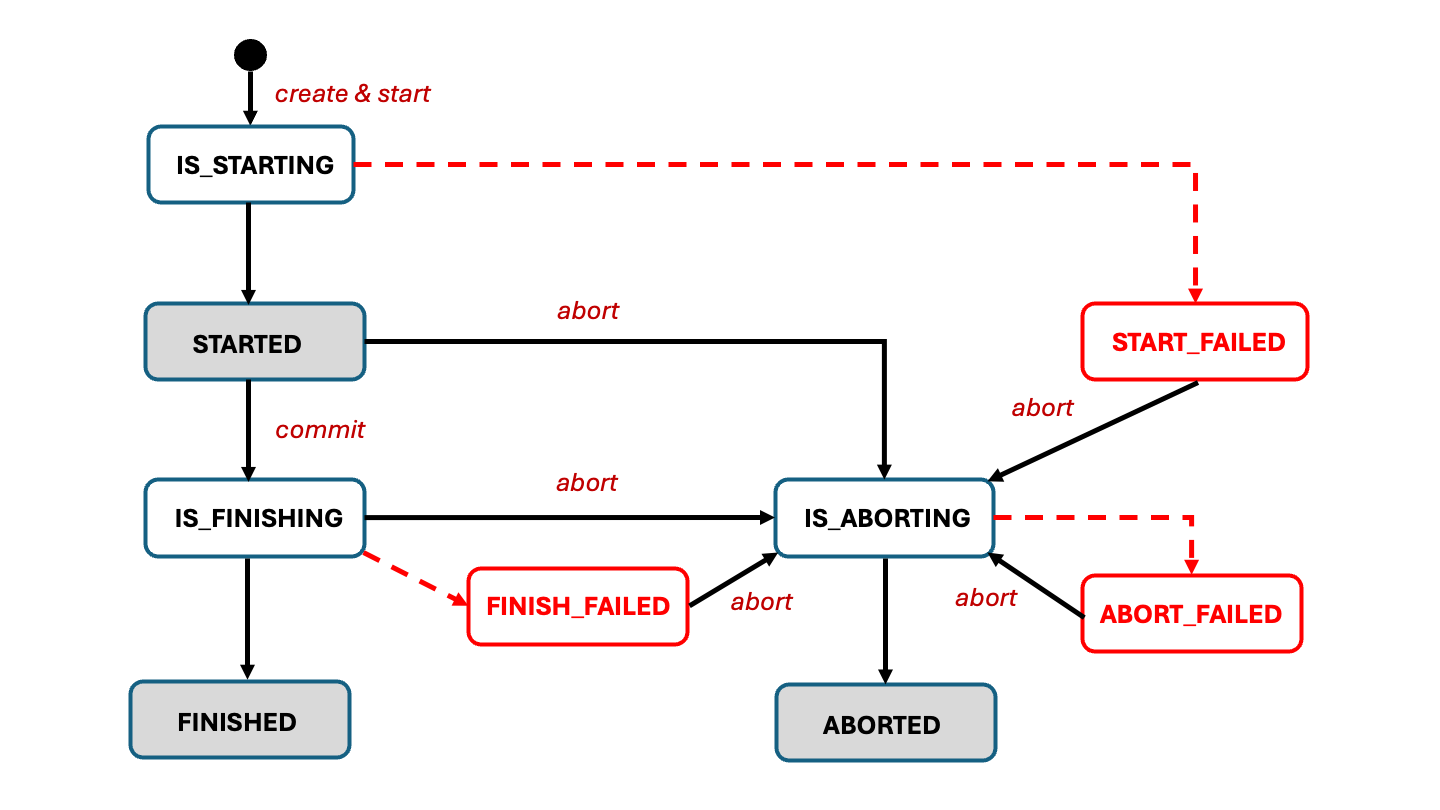 create & start
IS_STARTING
abort
STARTED
START_FAILED
abort
commit
abort
IS_FINISHING
IS_ABORTING
FINISH_FAILED
abort
abort
ABORT_FAILED
FINISHED
ABORTED